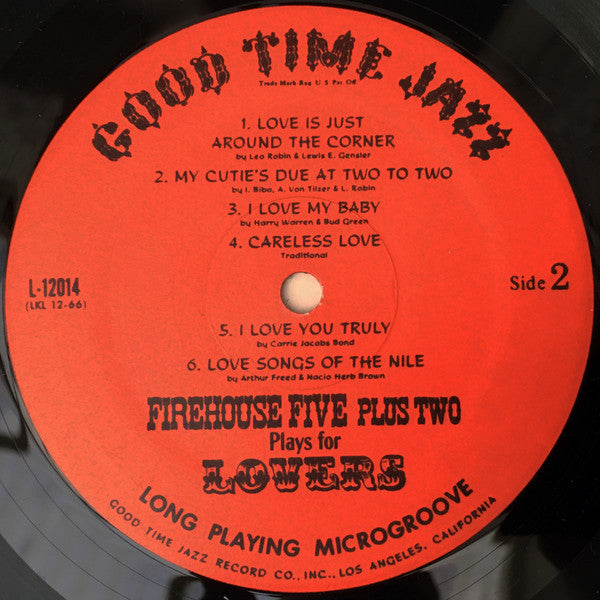 GOOD TIME JAZZ
Trade Mark Reg. U.S. Pat. Off.
1. LOVE IS JUST
AROUND THE CORNER
by Leo Robin & Lewis E. Gensler
2. MY CUTIE'S DUE AT TWO TO TWO
by I. Bibo, A. Von Tilzer & L. Robin
3. I LOVE MY BABY
by Harry Warren & Bud Green
4. CARELESS LOVE
Traditional
L-12014
(LKL 12-66)
Side 2
5. I LOVE YOU TRULY
by Carrie Jacobs Bond
6. LOVE SONGS OF THE NILE
by Arthur Freed & Nacio Herb Brown
FIREHOUSE FIVE PLUS TWO
Plays for
LOVERS
LONG PLAYING MICROGROOVE
GOOD TIME JAZZ RECORD CO., INC., LOS ANGELES, CALIFORNIA